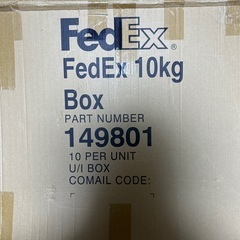 FedEx®
FedEx 10kg
Box
PART NUMBER
149801
10 PER UNIT
U/I BOX
COMAIL CODE: